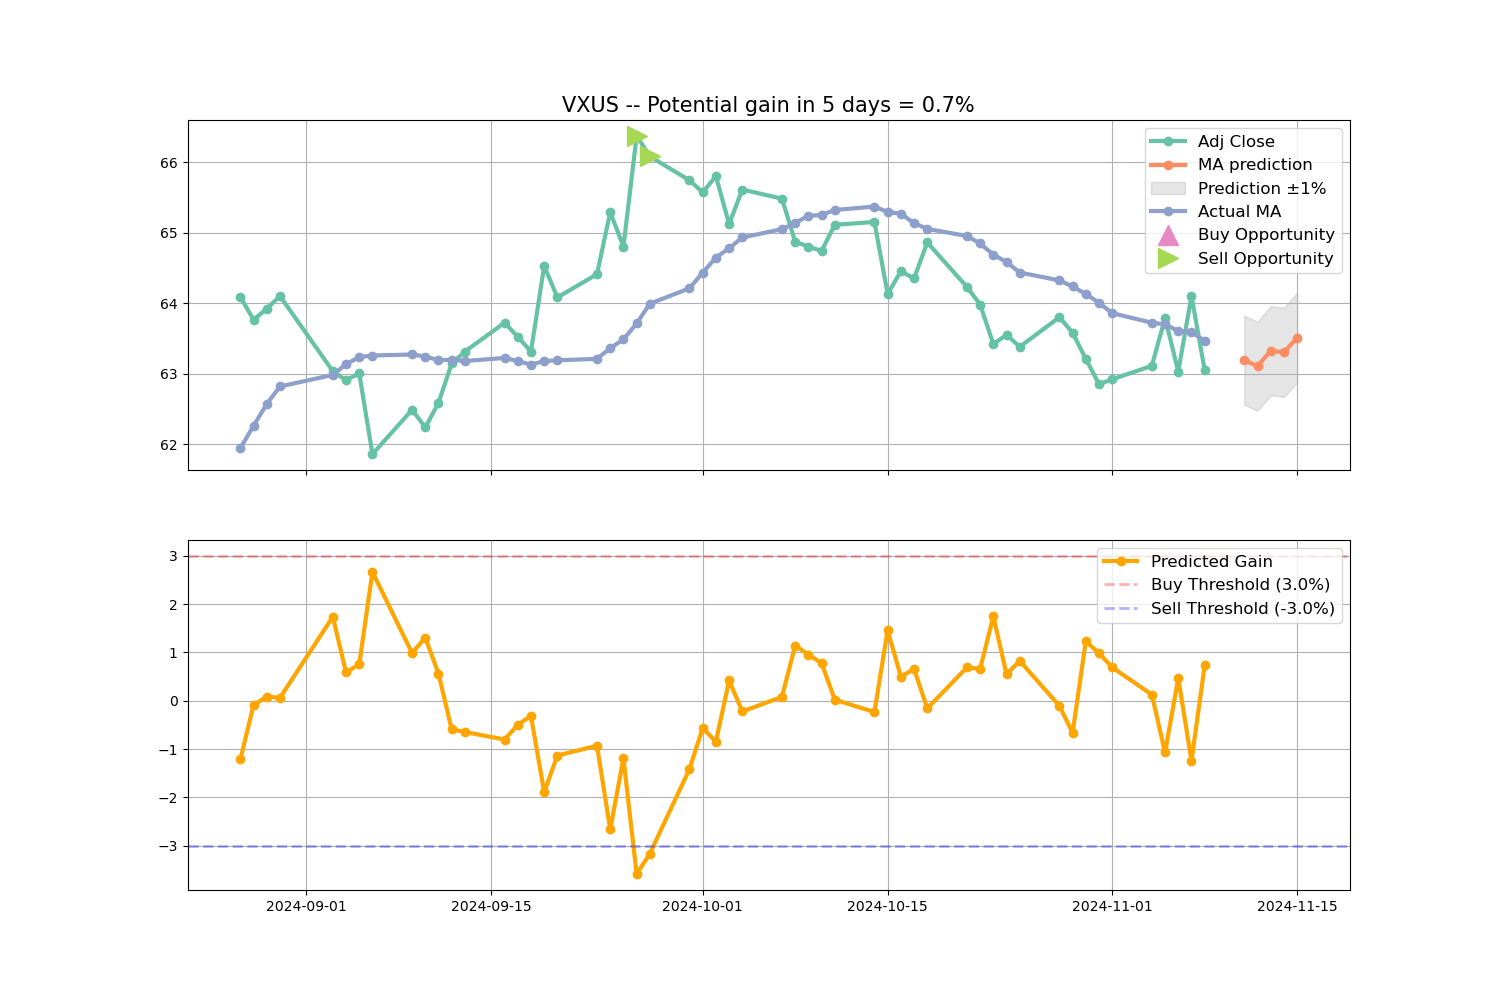 VXUS -- Potential gain in 5 days = 0.7%
66
65
64
63
62
Adj Close
MA prediction
Prediction ±1%
Actual MA
Buy Opportunity
Sell Opportunity
3
2
1
0
−1
−2
−3
Predicted Gain
Buy Threshold (3.0%)
Sell Threshold (-3.0%)
2024-09-01 2024-09-15 2024-10-01 2024-10-15 2024-11-01 2024-11-15